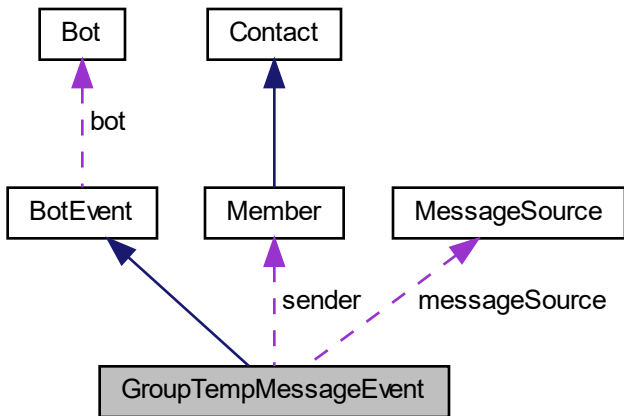 Bot
Contact
bot
BotEvent
Member
MessageSource
sender
messageSource
GroupTempMessageEvent